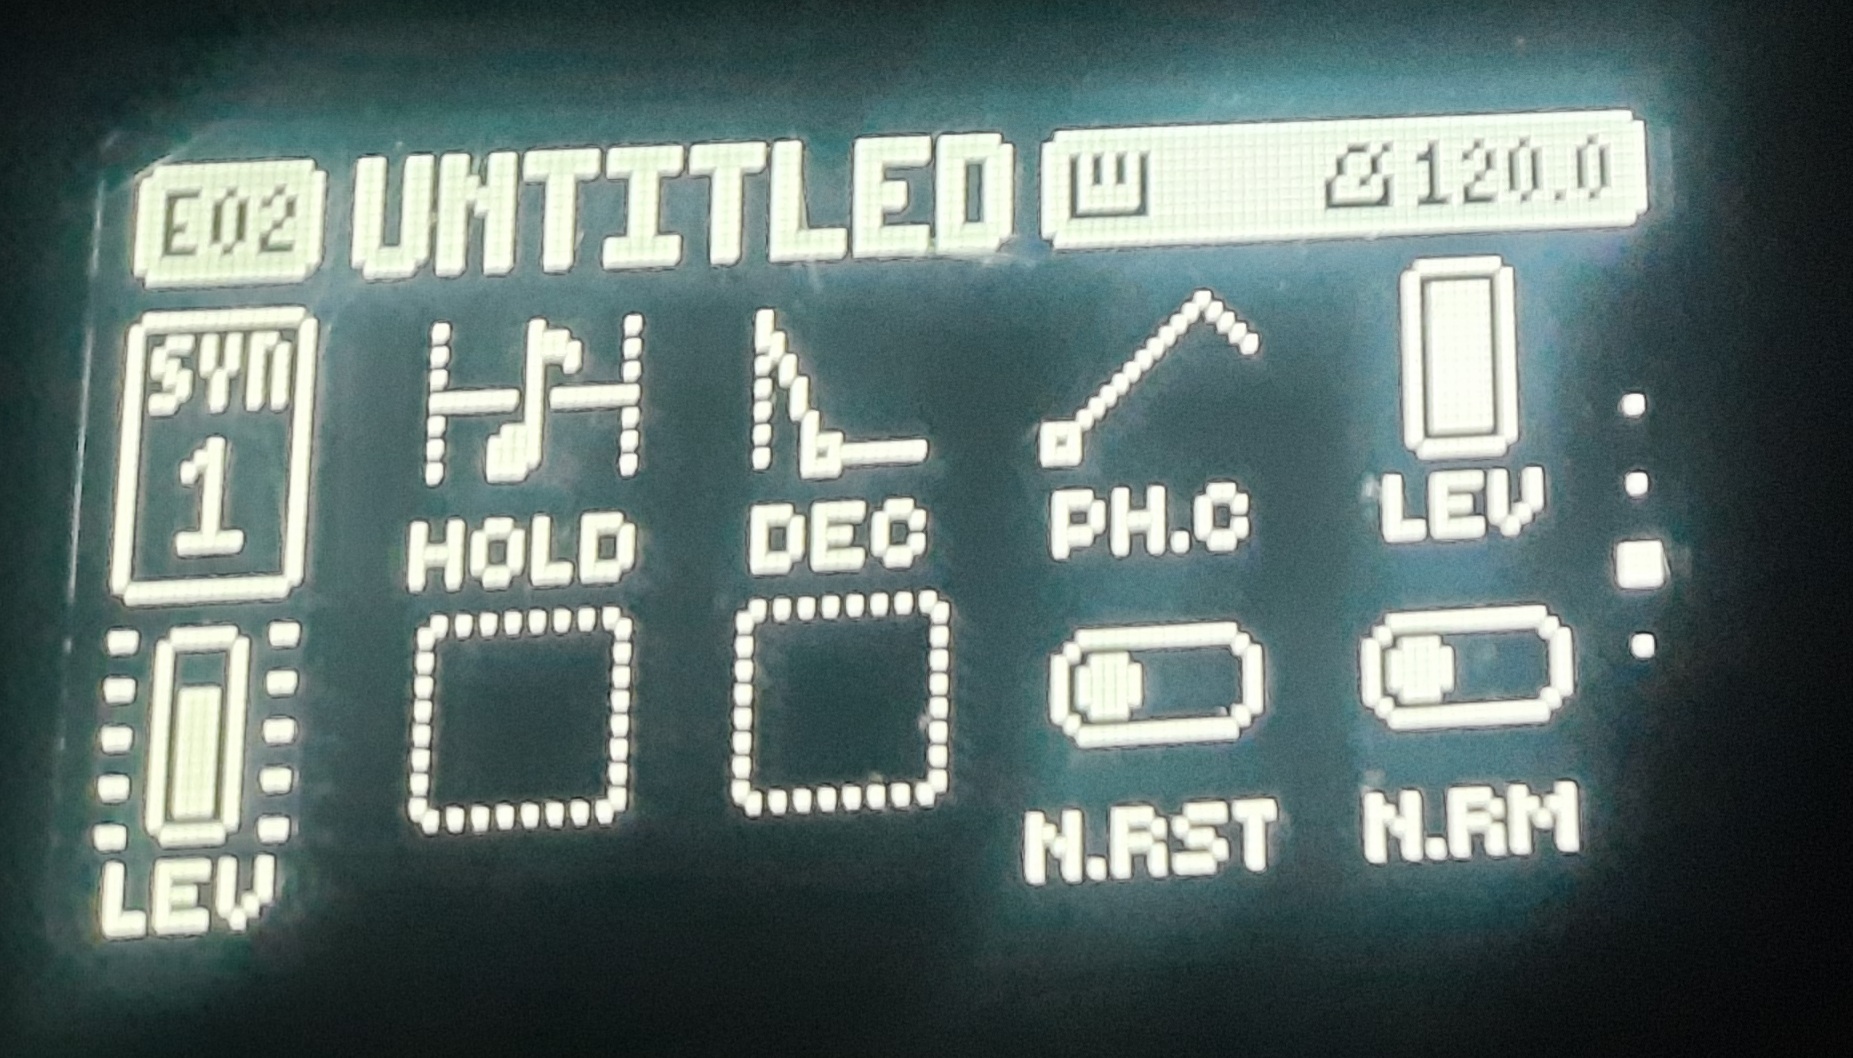 E02 UNTITLED 120.0
SYN
1
HOLD DEC PH.C LEV
LEV N.RST N.RM